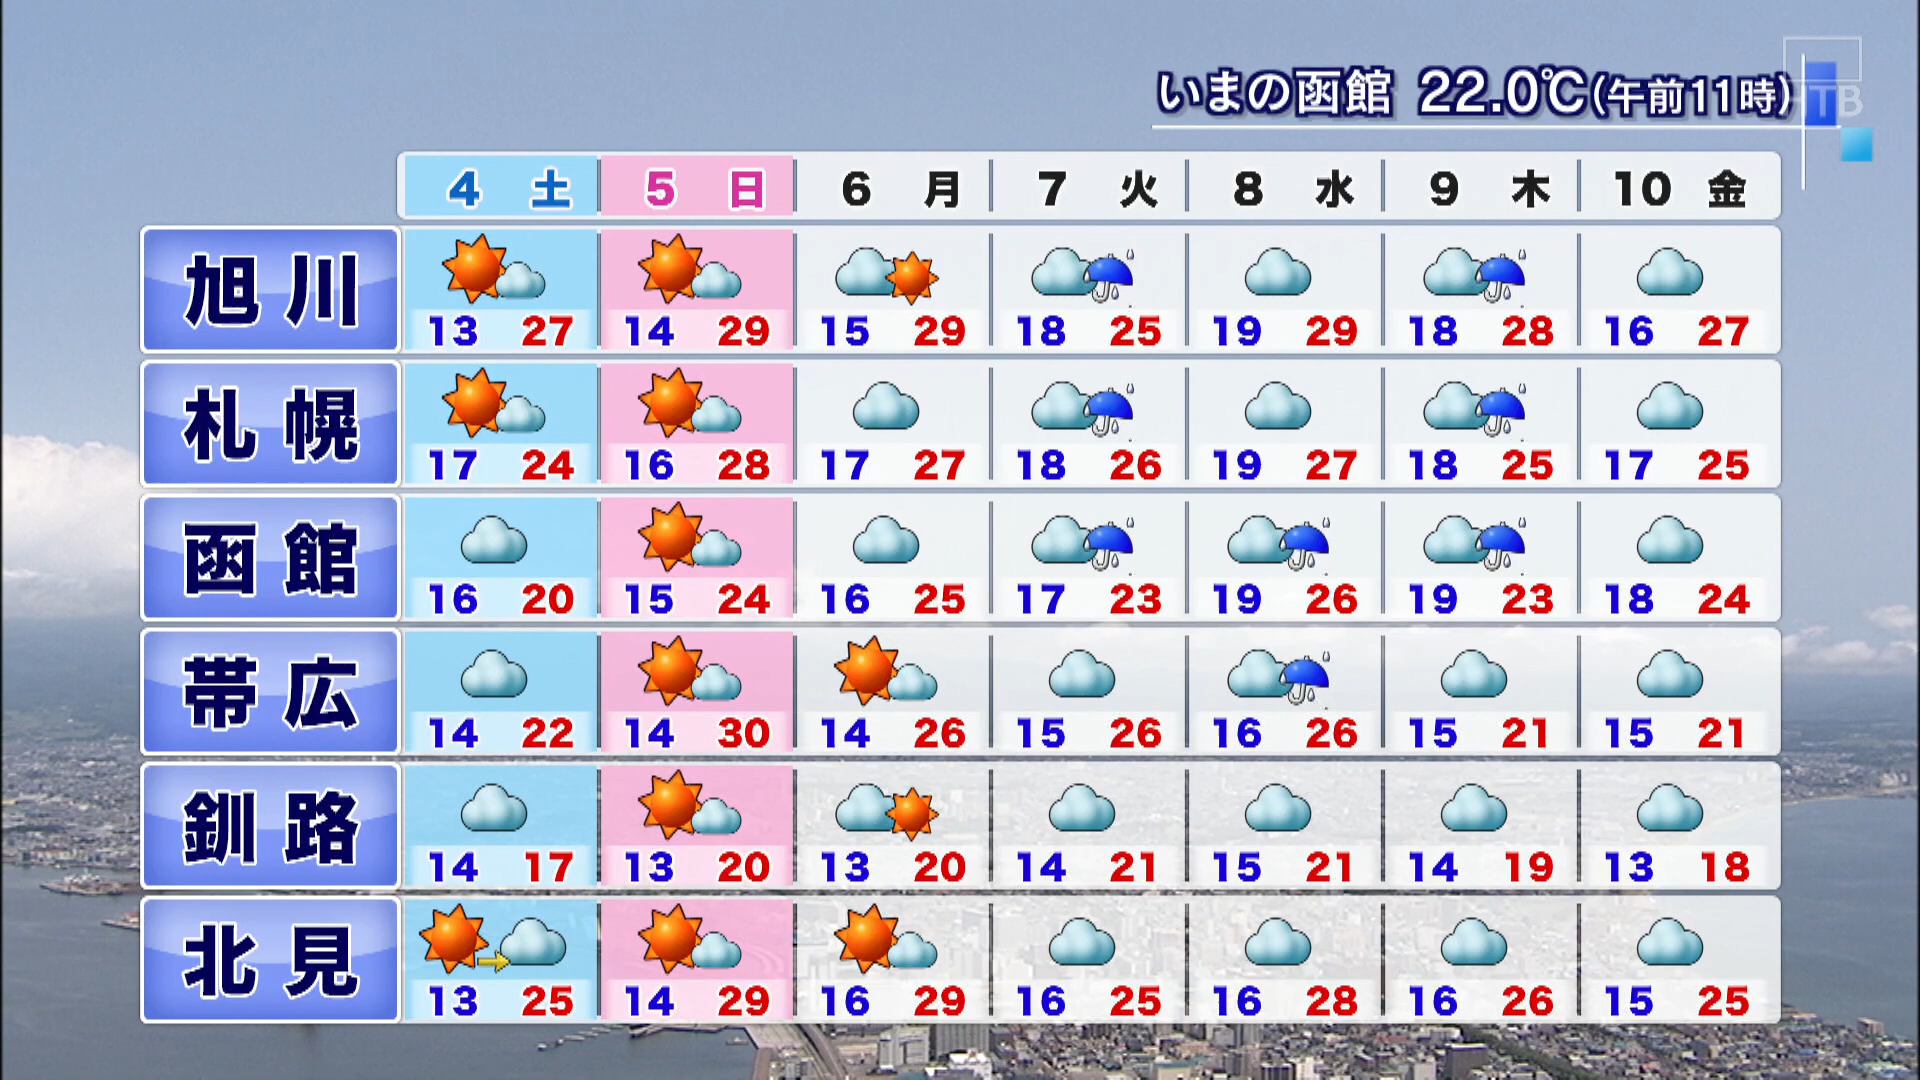 いまの函館 22.0℃(午前11時)
HTB
4 土 5 日 6 月 7 火 8 水 9 木 10 金
旭川 13 27 14 29 15 29 18 25 19 29 18 28 16 27
札幌 17 24 16 28 17 27 18 26 19 27 18 25 17 25
函館 16 20 15 24 16 25 17 23 19 26 19 23 18 24
帯広 14 22 14 30 14 26 15 26 16 26 15 21 15 21
釧路 14 17 13 20 13 20 14 21 15 21 14 19 13 18
北見 13 25 14 29 16 29 16 25 16 28 16 26 15 25